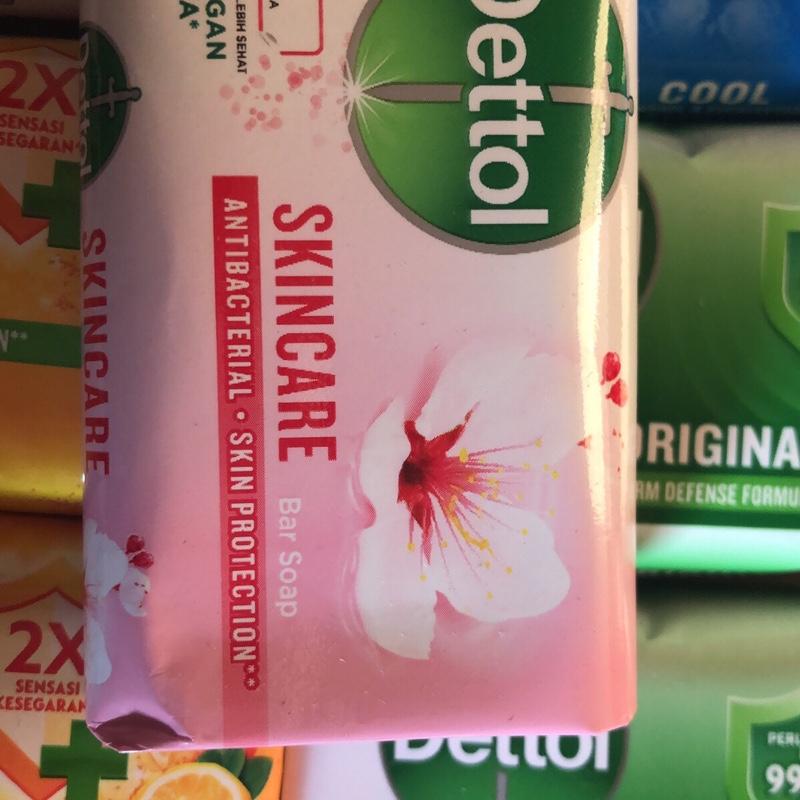 Dettol
SKINCARE
ANTIBACTERIAL • SKIN PROTECTION**
Bar Soap
LEBIH SEHAT
SKINCARE
2X
SENSASI
KESEGARAN
2X
SENSASI
KESEGARAN
COOL
ORIGINA
RM DEFENSE FORMU
Dettol
PERL
99